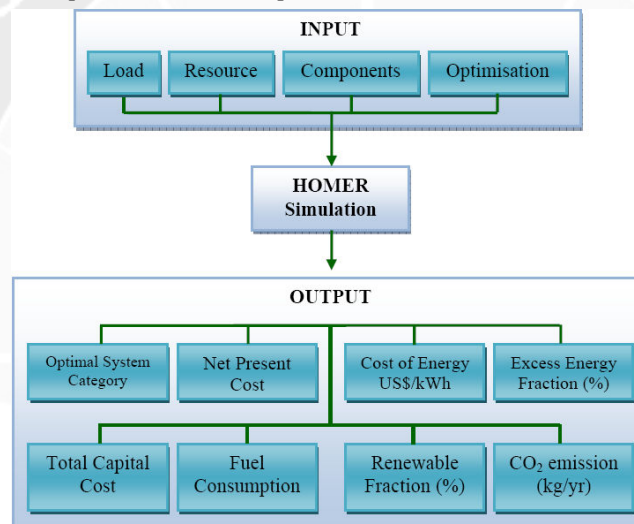 INPUT
Load Resource Components Optimisation
HOMER
Simulation
OUTPUT
Optimal System
Category
Net Present
Cost
Cost of Energy
US$/kWh
Excess Energy
Fraction (%)
Total Capital
Cost
Fuel
Consumption
Renewable
Fraction (%)
CO₂ emission
(kg/yr)